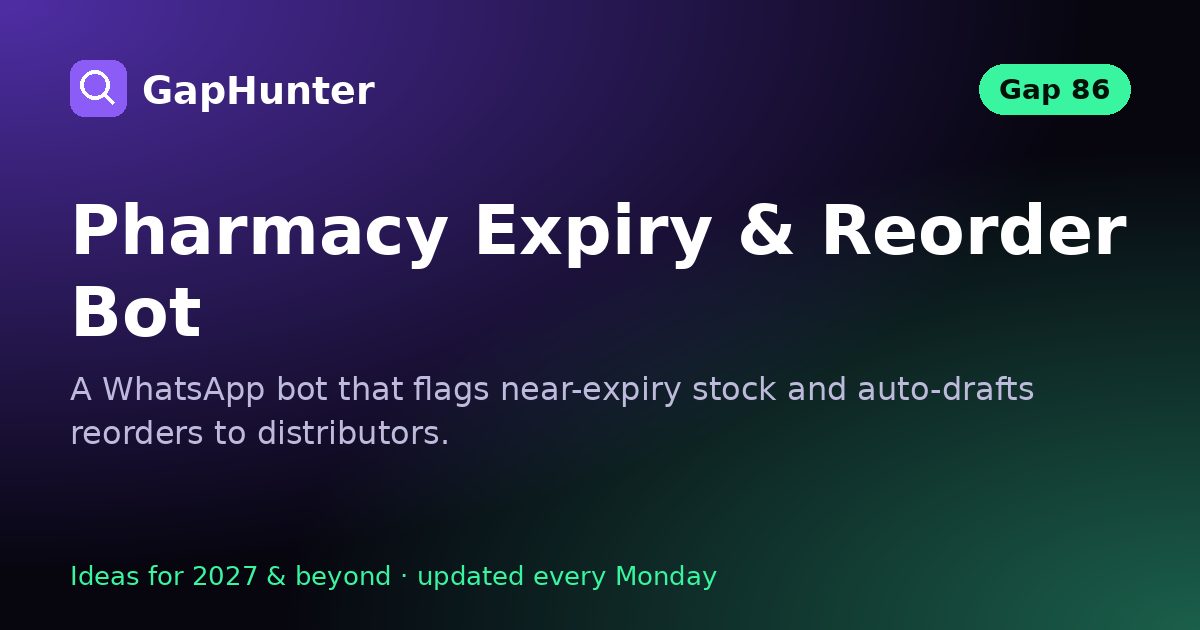 GapHunter
Gap 86
Pharmacy Expiry & Reorder
Bot
A WhatsApp bot that flags near-expiry stock and auto-drafts
reorders to distributors.
Ideas for 2027 & beyond · updated every Monday